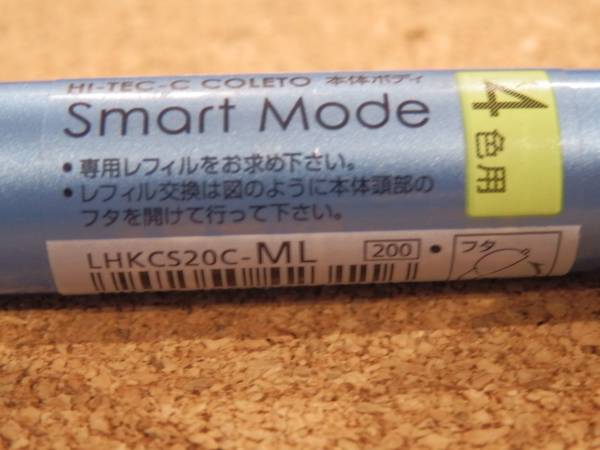 HI-TEC-C COLETO 本体ボディ
Smart Mode
4色用
•専用レフィルをお求め下さい。
•レフィル交換は図のように本体頭部の
フタを開けて行って下さい。
LHKCS20C-ML 200 •
フタ